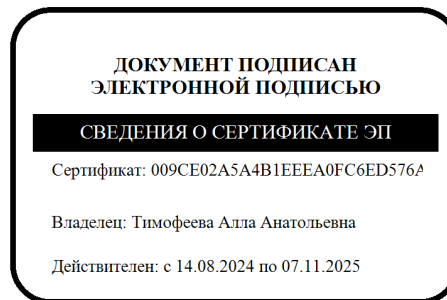 ДОКУМЕНТ ПОДПИСАН
ЭЛЕКТРОННОЙ ПОДПИСЬЮ
СВЕДЕНИЯ О СЕРТИФИКАТЕ ЭП
Сертификат: 009CE02A5A4B1EEEA0FC6ED576A
Владелец: Тимофеева Алла Анатольевна
Действителен: с 14.08.2024 по 07.11.2025